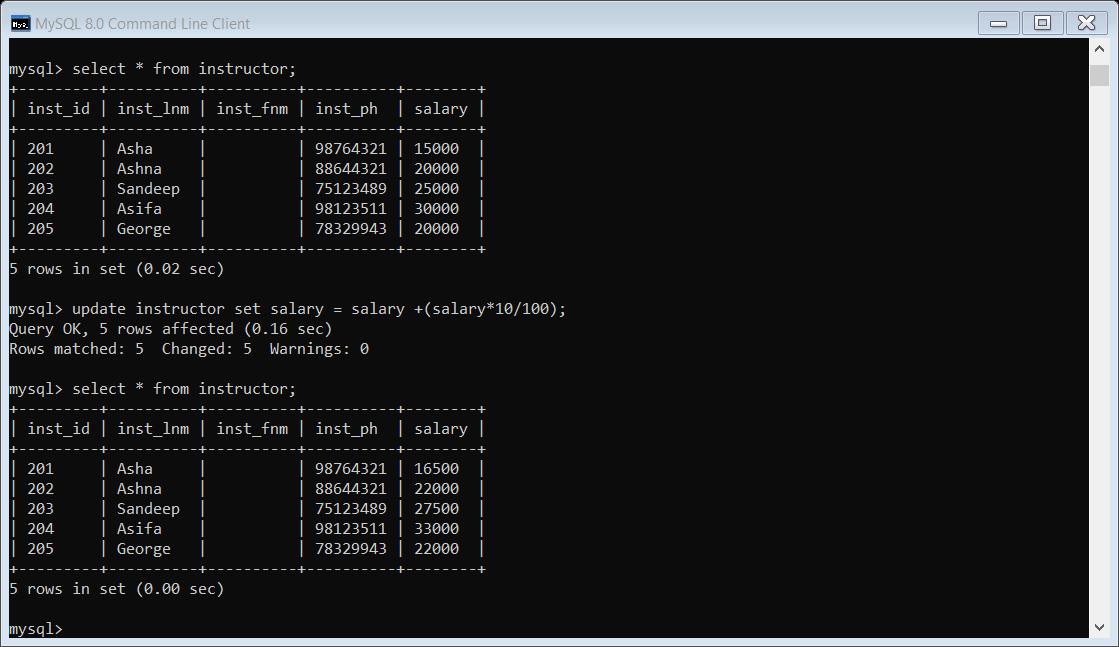 MySQL 8.0 Command Line Client
mysql> select * from instructor;
+---------+----------+----------+----------+--------+
| inst_id | inst_lnm | inst_fnm | inst_ph  | salary |
+---------+----------+----------+----------+--------+
| 201     | Asha     |          | 98764321 | 15000  |
| 202     | Ashna    |          | 88644321 | 20000  |
| 203     | Sandeep  |          | 75123489 | 25000  |
| 204     | Asifa    |          | 98123511 | 30000  |
| 205     | George   |          | 78329943 | 20000  |
+---------+----------+----------+----------+--------+
5 rows in set (0.02 sec)
mysql> update instructor set salary = salary +(salary*10/100);
Query OK, 5 rows affected (0.16 sec)
Rows matched: 5  Changed: 5  Warnings: 0
mysql> select * from instructor;
+---------+----------+----------+----------+--------+
| inst_id | inst_lnm | inst_fnm | inst_ph  | salary |
+---------+----------+----------+----------+--------+
| 201     | Asha     |          | 98764321 | 16500  |
| 202     | Ashna    |          | 88644321 | 22000  |
| 203     | Sandeep  |          | 75123489 | 27500  |
| 204     | Asifa    |          | 98123511 | 33000  |
| 205     | George   |          | 78329943 | 22000  |
+---------+----------+----------+----------+--------+
5 rows in set (0.00 sec)
mysql>